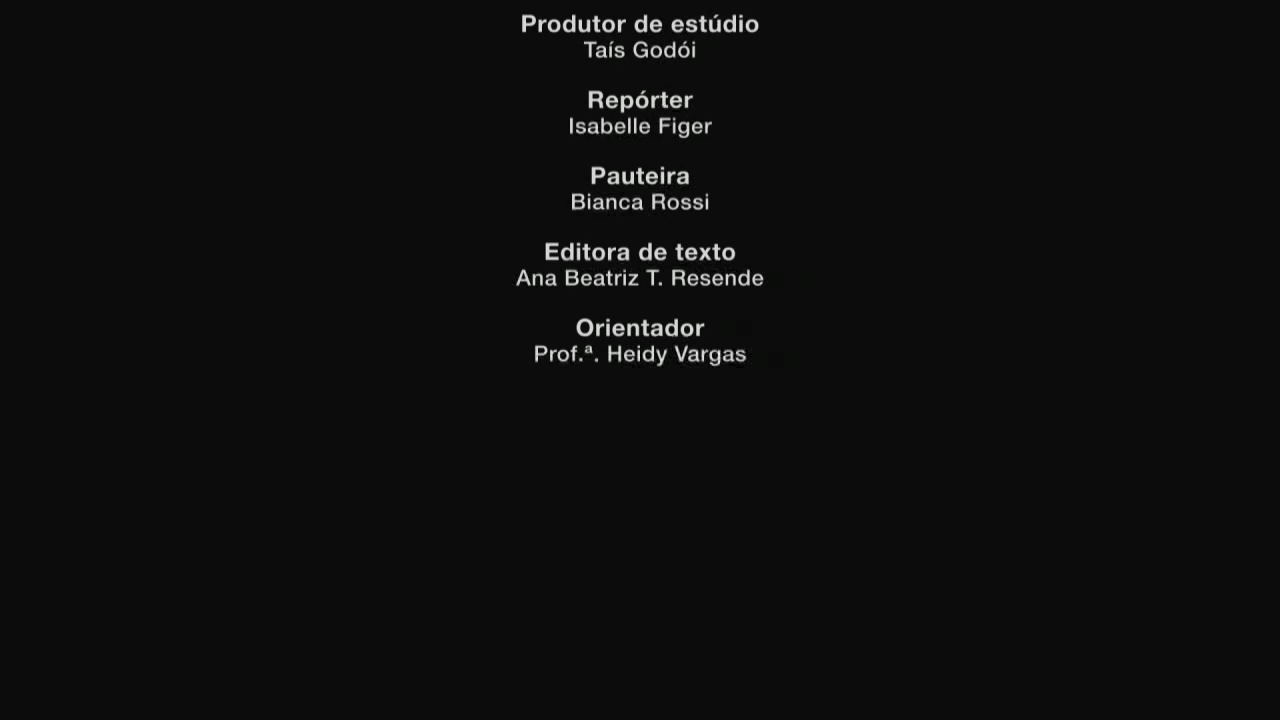 Produtor de estúdio
Taís Godói
Repórter
Isabelle Figer
Pauteira
Bianca Rossi
Editora de texto
Ana Beatriz T. Resende
Orientador
Prof.ª. Heidy Vargas